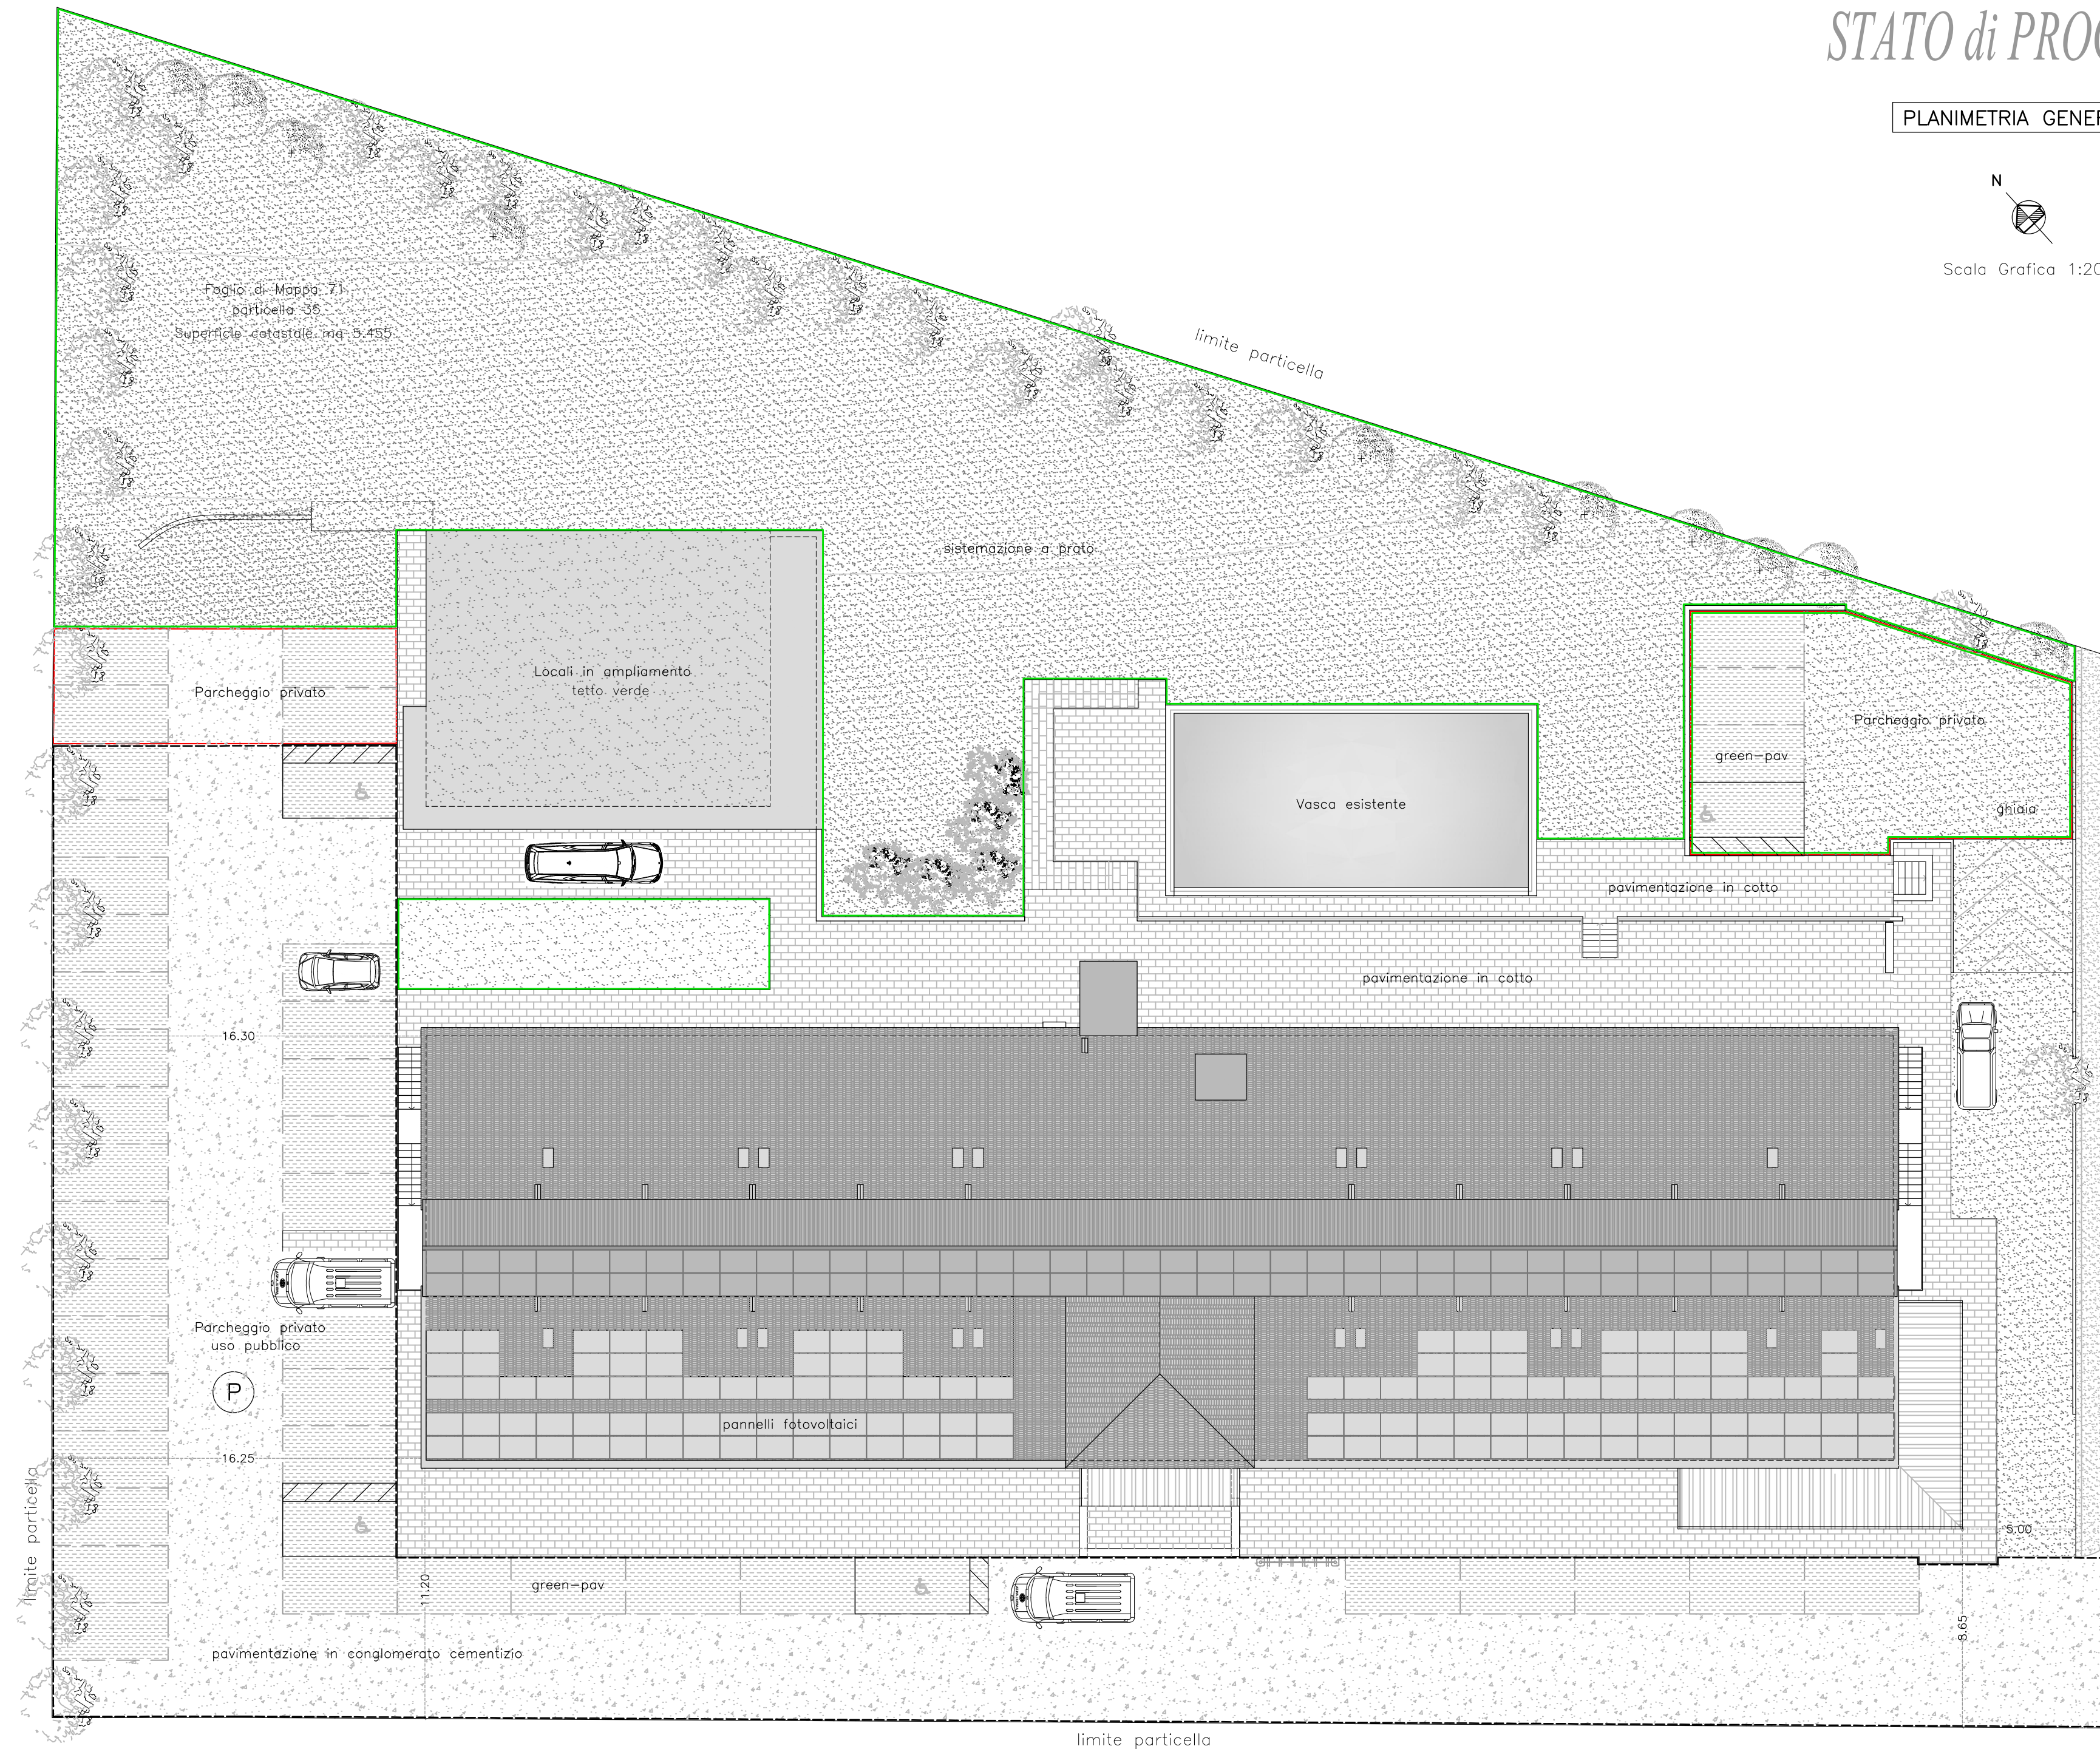 STATO di PROG
PLANIMETRIA GENER
N
Scala Grafica 1:20
Foglio di Mappa 71
particella 35
Superficie catastale mq 5.455
limite particella
sistemazione a prato
Locali in ampliamento
tetto verde
Parcheggio privato
Parcheggio privato
green-pav
Vasca esistente
ghiaia
pavimentazione in cotto
pavimentazione in cotto
16.30
Parcheggio privato
uso pubblico
P
pannelli fotovoltaici
16.25
limite particella
5.00
green-pav
11.20
8.65
pavimentazione in conglomerato cementizio
limite particella